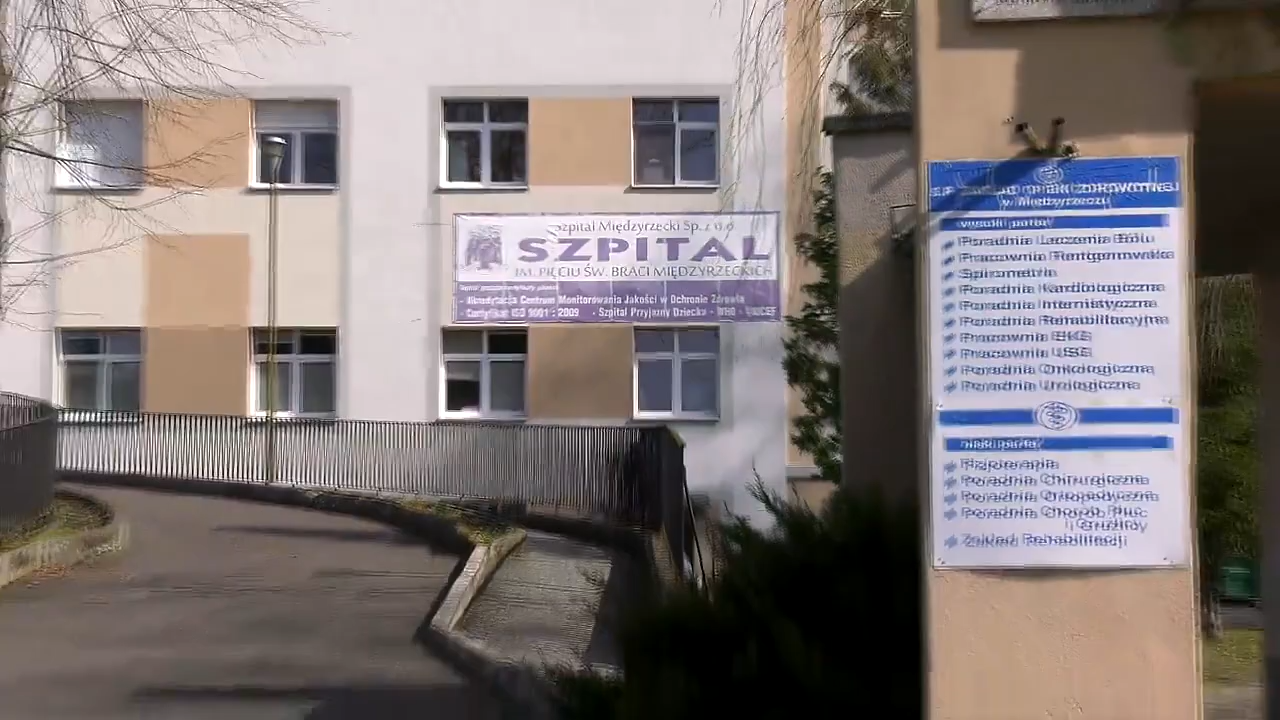 Szpital Międzyrzecki Sp. z o.o.
SZPITAL
IM. PIĘCIU ŚW. BRACI MIĘDZYRZECKICH
- Akredytacja Centrum Monitorowania Jakości w Ochronie Zdrowia
- Certyfikat ISO 9001 : 2009 - Szpital Przyjazny Dziecku - WHO - UNICEF
OPIEKI ZDROWOTNEJ
w Międzyrzeczu
wysoki parter
Poradnia Leczenia Bólu
Pracownia Rentgenowska
Spirometria
Poradnia Kardiologiczna
Poradnia Internistyczna
Poradnia Rehabilitacyjna
Pracownia EKG
Pracownia USG
Poradnia Onkologiczna
Poradnia Urologiczna
niski parter
Fizjoterapia
Poradnia Chirurgiczna
Poradnia Ortopedyczna
Poradnia Chorób Płuc
i Gruźlicy
Zakład Rehabilitacji